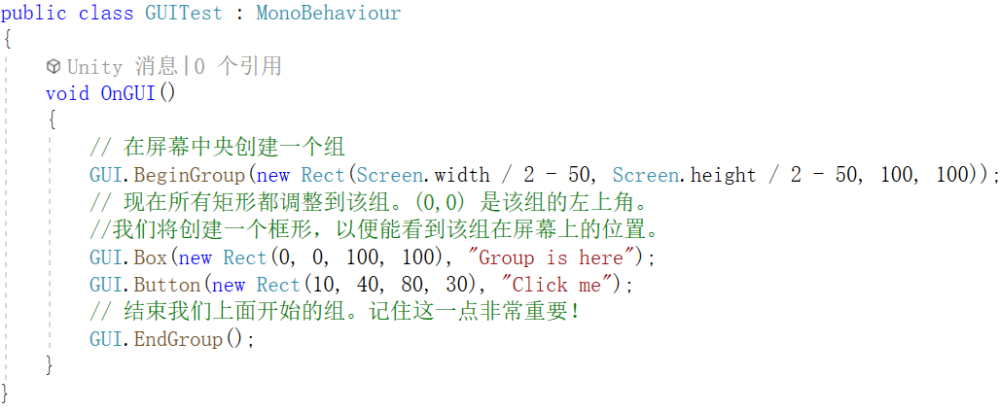 public class GUITest : MonoBehaviour
{
Unity 消息|0 个引用
void OnGUI()
{
// 在屏幕中央创建一个组
GUI.BeginGroup(new Rect(Screen.width / 2 - 50, Screen.height / 2 - 50, 100, 100));
// 现在所有矩形都调整到该组。(0,0) 是该组的左上角。
//我们将创建一个框形，以便能看到该组在屏幕上的位置。
GUI.Box(new Rect(0, 0, 100, 100), "Group is here");
GUI.Button(new Rect(10, 40, 80, 30), "Click me");
// 结束我们上面开始的组。记住这一点非常重要！
GUI.EndGroup();
}
}